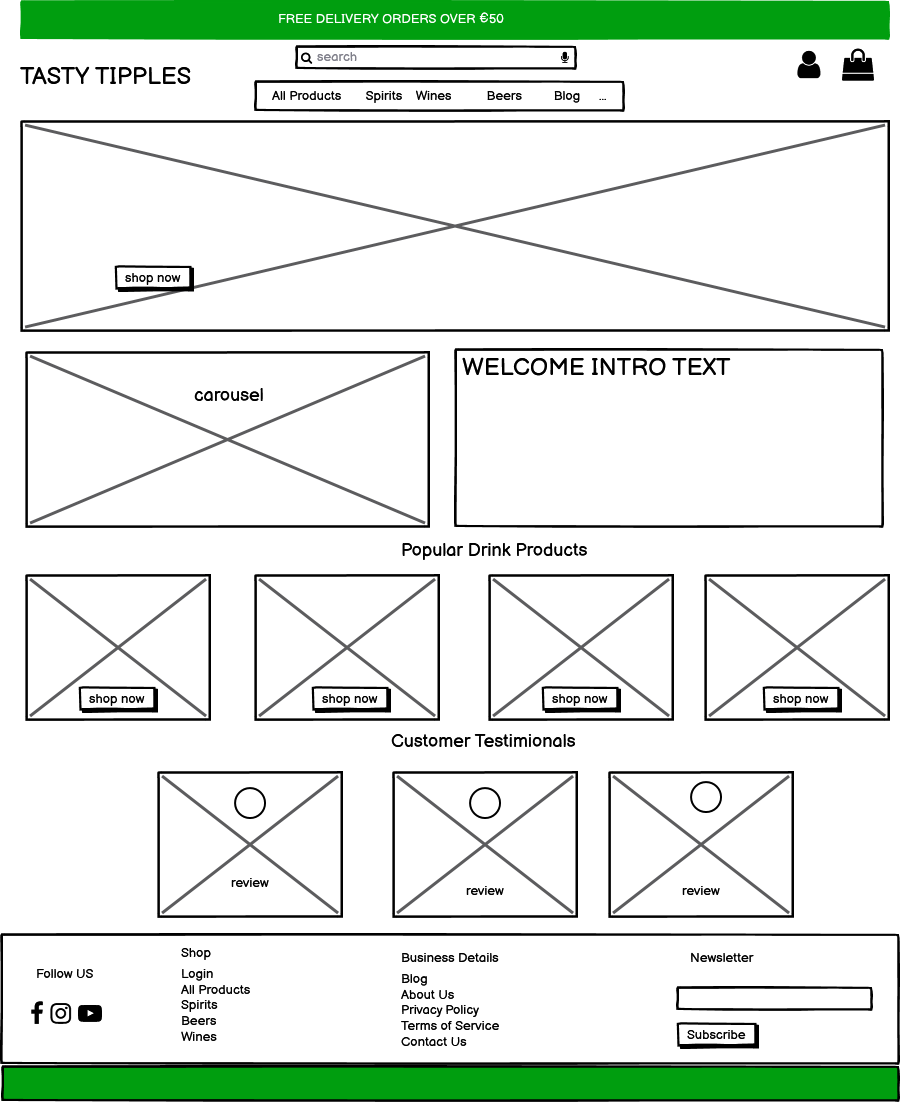 FREE DELIVERY ORDERS OVER €50
search
TASTY TIPPLES
All Products Spirits Wines Beers Blog ...
shop now
carousel
WELCOME INTRO TEXT
Popular Drink Products
shop now shop now shop now shop now
Customer Testimionals
review review review
Follow US
Shop
Login
All Products
Spirits
Beers
Wines
Business Details
Blog
About Us
Privacy Policy
Terms of Service
Contact Us
Newsletter
Subscribe